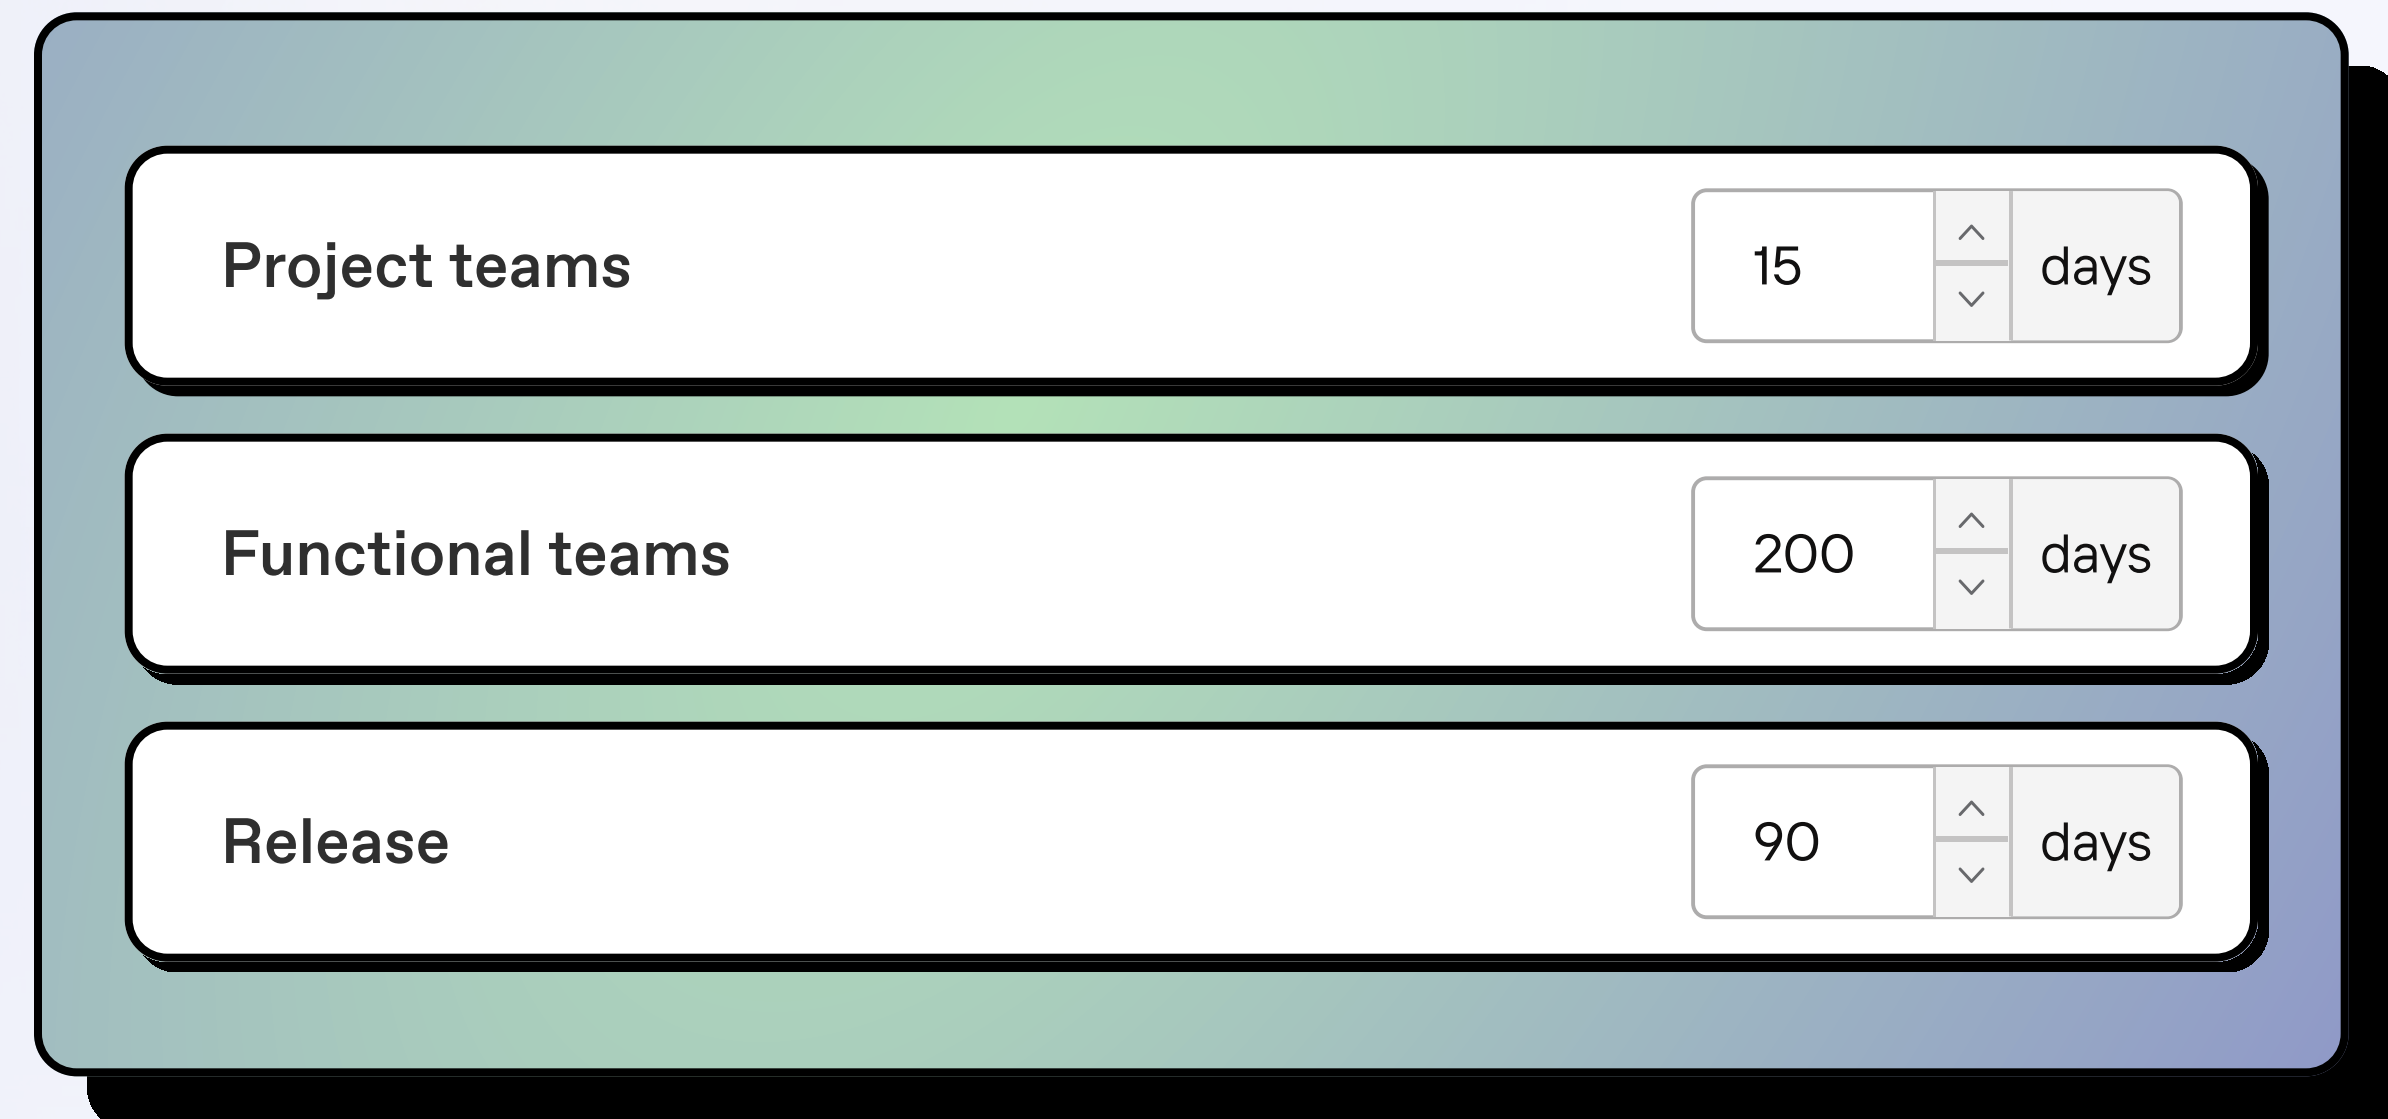 Project teams 15 days
Functional teams 200 days
Release 90 days